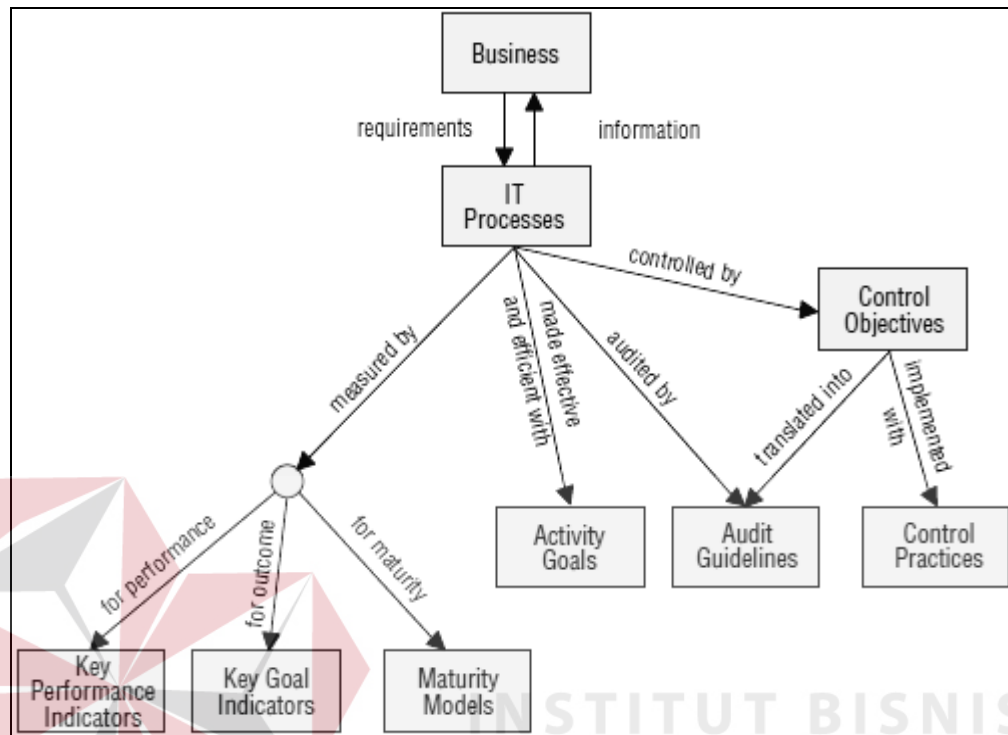 Business
requirements
information
IT
Processes
controlled by
Control
Objectives
measured by
made effective
and efficient with
audited by
translated into
implemented
with
Activity
Goals
Audit
Guidelines
Control
Practices
for performance
for outcome
for maturity
Key
Performance
Indicators
Key Goal
Indicators
Maturity
Models
INSTITUT BISNIS